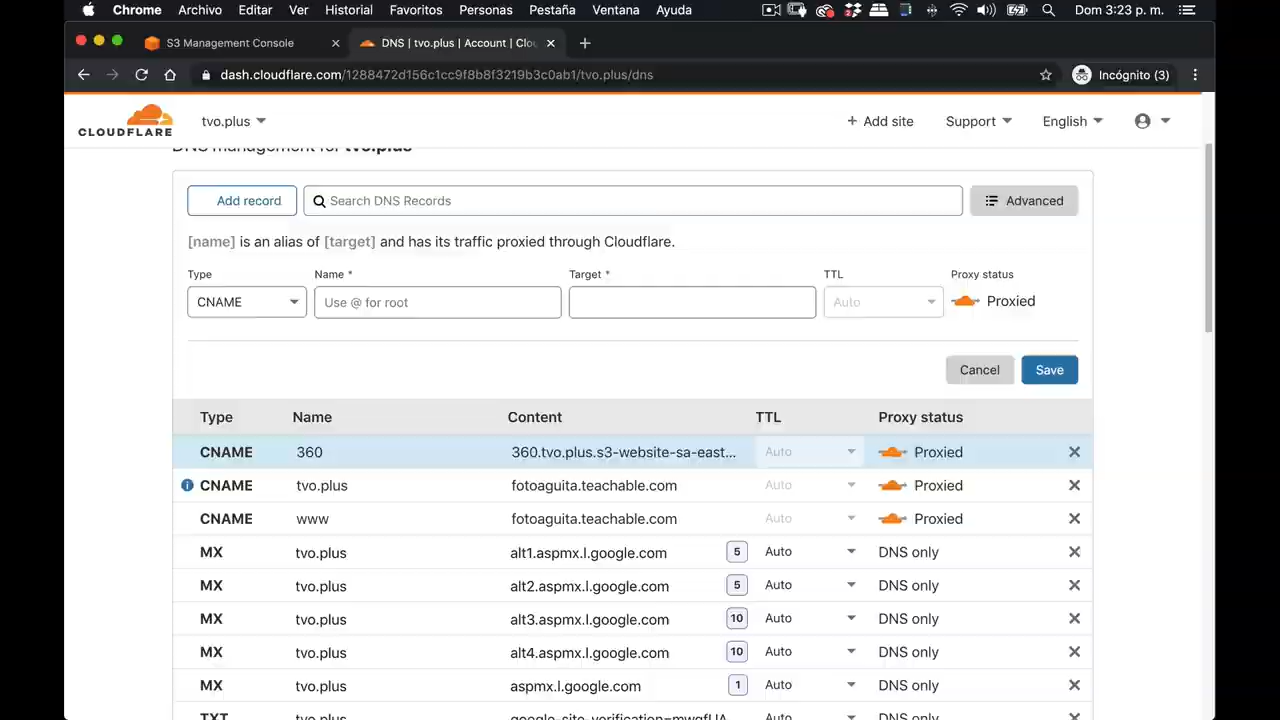 Chrome Archivo Editar Ver Historial Favoritos Personas Pestaña Ventana Ayuda Dom 3:23 p. m.
S3 Management Console DNS | tvo.plus | Account | Clou
dash.cloudflare.com/1288472d156c1cc9f8b8f3219b3c0ab1/tvo.plus/dns Incógnito (3)
CLOUDFLARE tvo.plus + Add site Support English
DNS management for tvo.plus
Add record Search DNS Records Advanced
[name] is an alias of [target] and has its traffic proxied through Cloudflare.
Type Name * Target * TTL Proxy status
CNAME Use @ for root Auto Proxied
Cancel Save
Type Name Content TTL Proxy status
CNAME 360 360.tvo.plus.s3-website-sa-east... Auto Proxied
CNAME tvo.plus fotoaguita.teachable.com Auto Proxied
CNAME www fotoaguita.teachable.com Auto Proxied
MX tvo.plus alt1.aspmx.l.google.com 5 Auto DNS only
MX tvo.plus alt2.aspmx.l.google.com 5 Auto DNS only
MX tvo.plus alt3.aspmx.l.google.com 10 Auto DNS only
MX tvo.plus alt4.aspmx.l.google.com 10 Auto DNS only
MX tvo.plus aspmx.l.google.com 1 Auto DNS only
TXT tvo.plus Auto DNS only